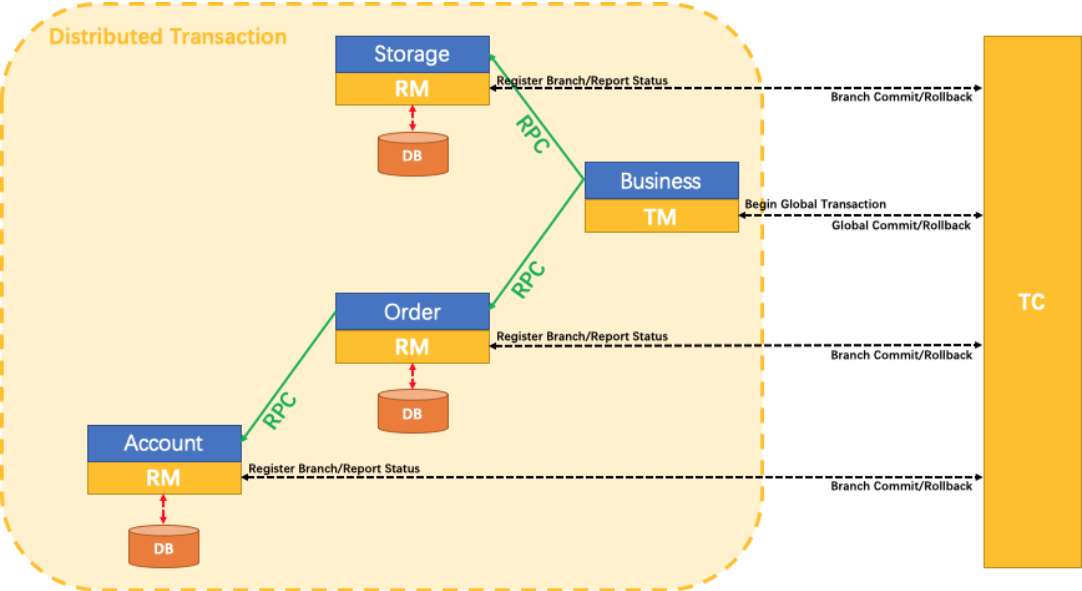 Distributed Transaction
Storage
RM
DB
Register Branch/Report Status
Branch Commit/Rollback
RPC
Business
TM
Begin Global Transaction
Global Commit/Rollback
RPC
TC
Order
RM
DB
Register Branch/Report Status
Branch Commit/Rollback
RPC
Account
RM
DB
Register Branch/Report Status
Branch Commit/Rollback